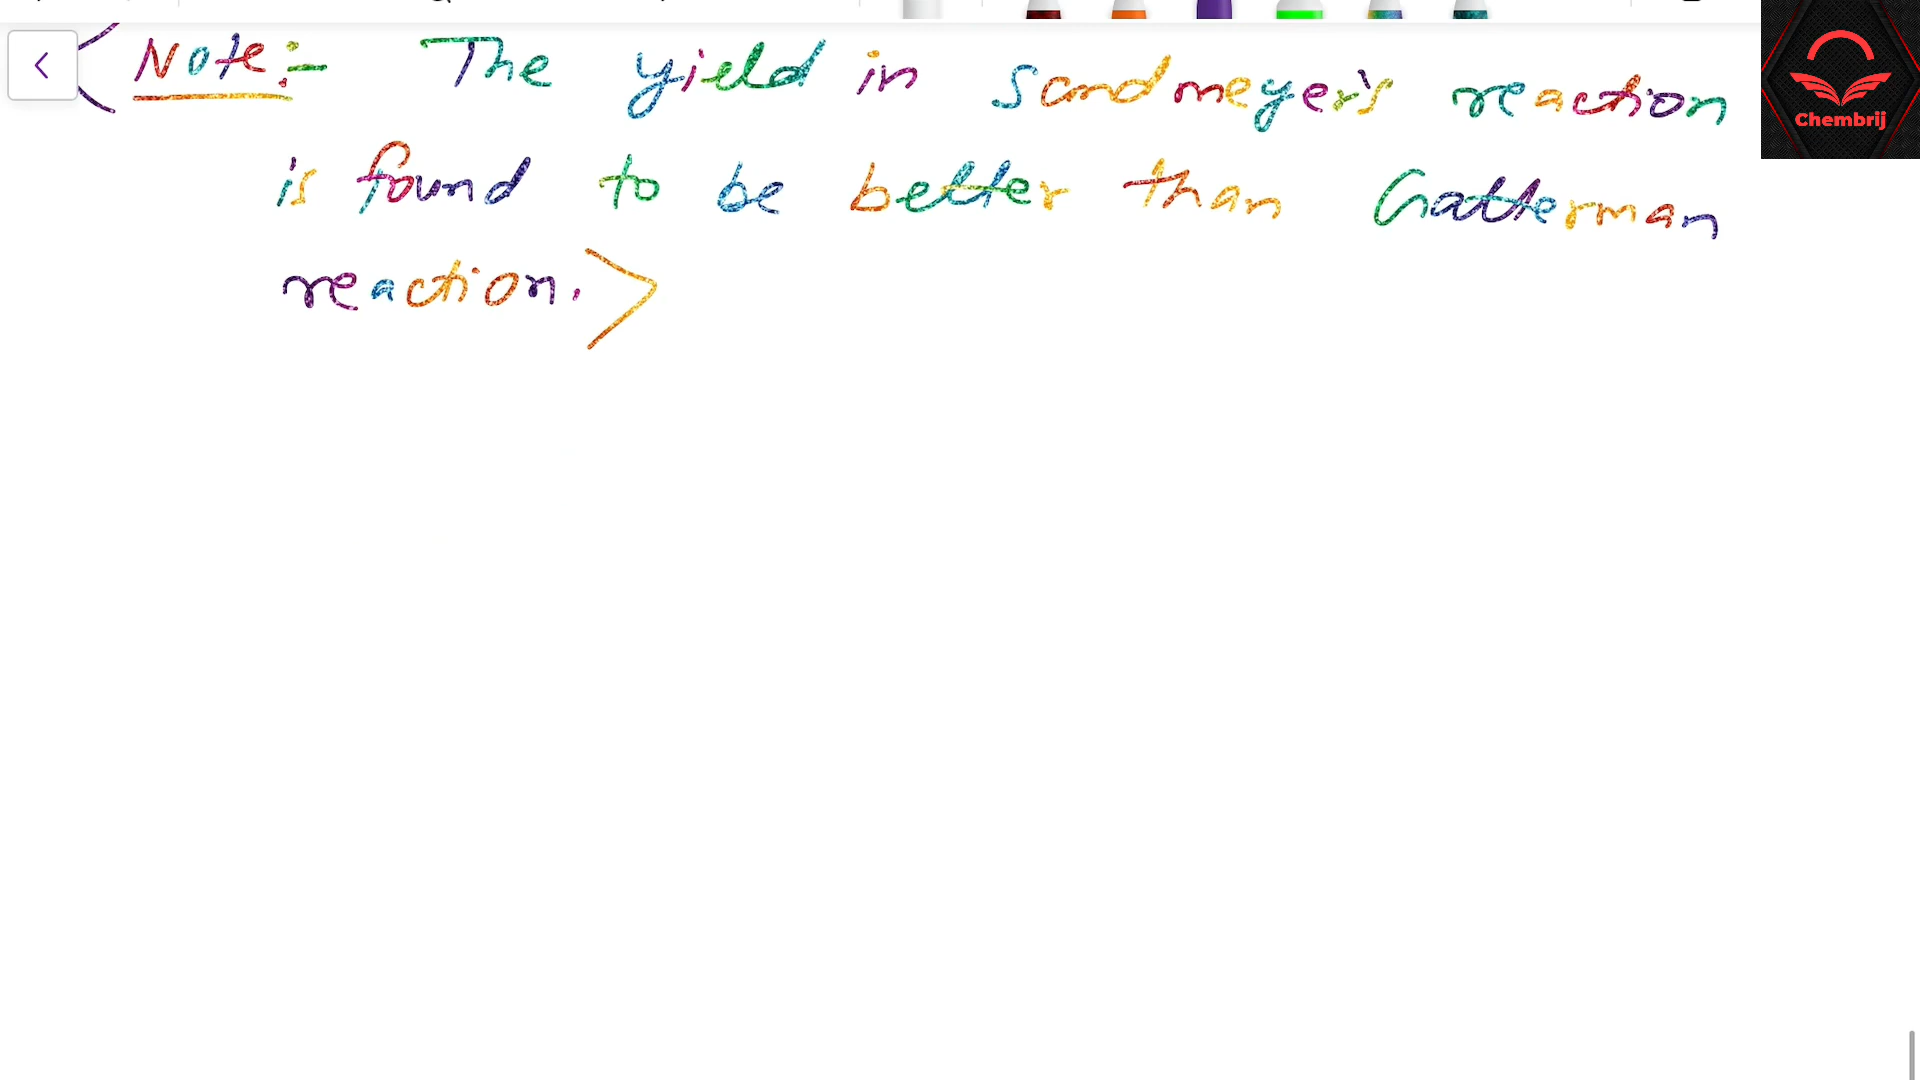 Note:- The yield in Sandmeyer's reaction
is found to be better than Gatterman
reaction.
Chembrij